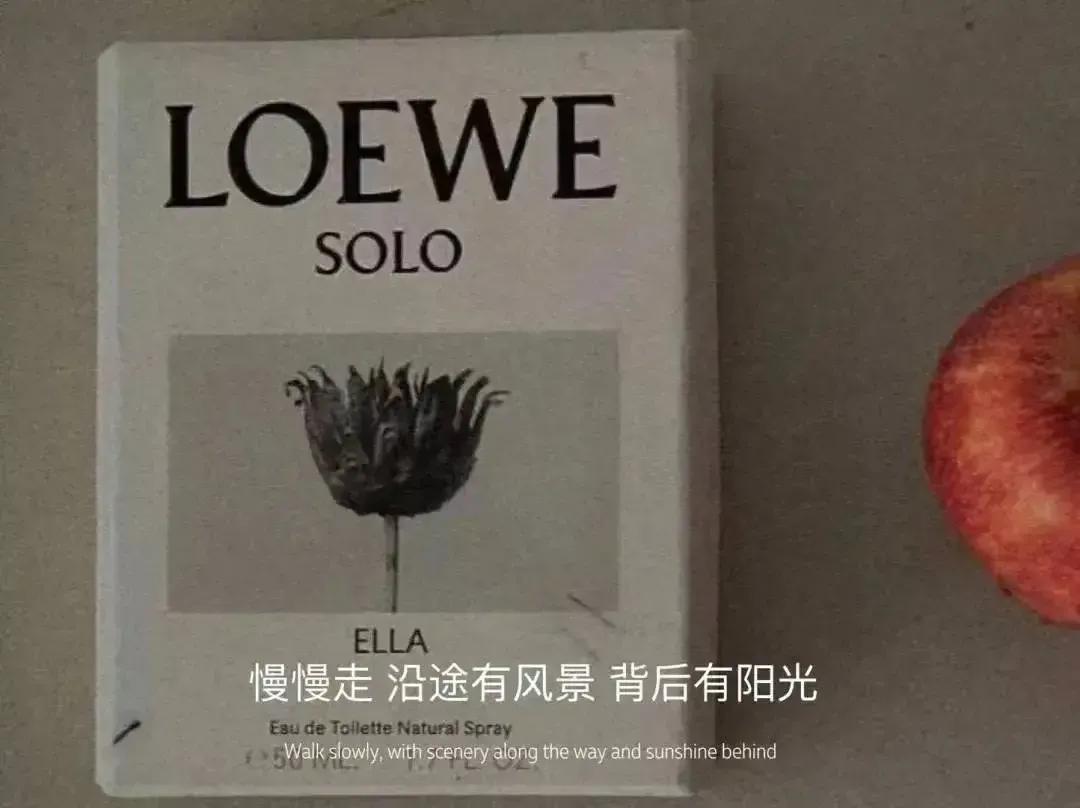 LOEWE
SOLO
ELLA
慢慢走 沿途有风景 背后有阳光
Eau de Toilette Natural Spray
Walk slowly, with scenery along the way and sunshine behind